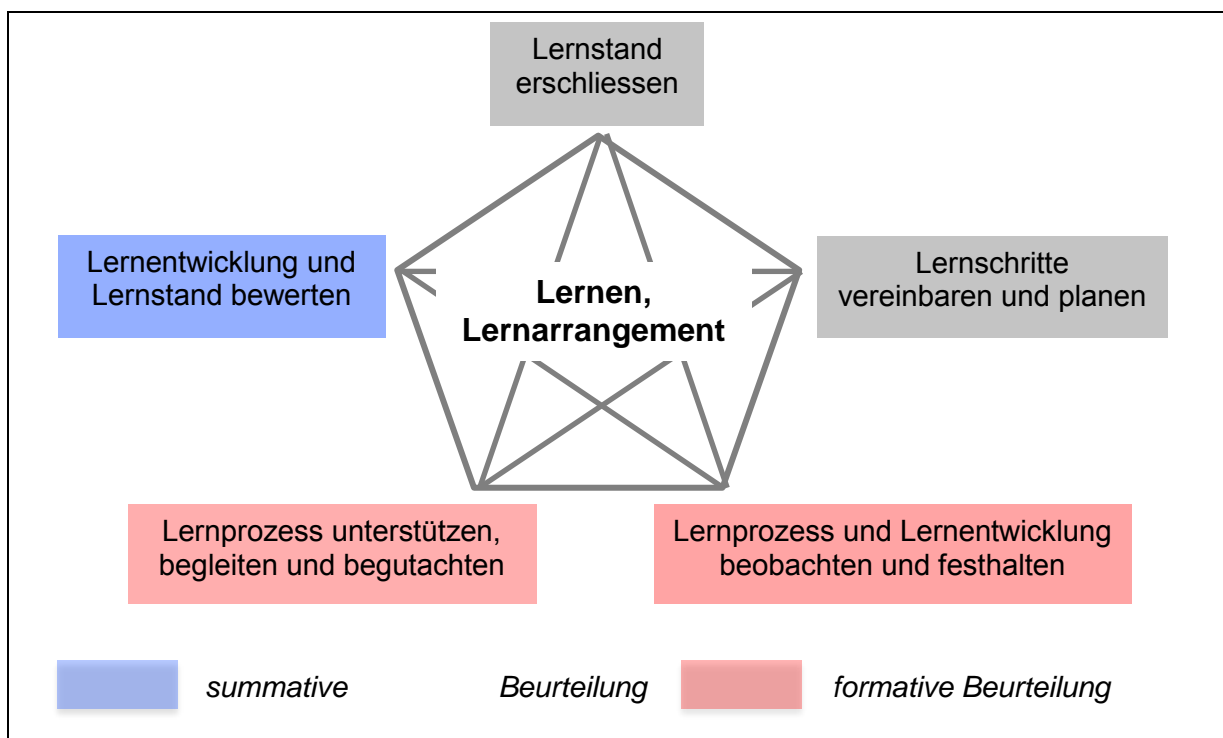 Lernstand
erschliessen
Lernentwicklung und
Lernstand bewerten
Lernschritte
vereinbaren und planen
Lernen,
Lernarrangement
Lernprozess unterstützen,
begleiten und begutachten
Lernprozess und Lernentwicklung
beobachten und festhalten
summative Beurteilung
formative Beurteilung